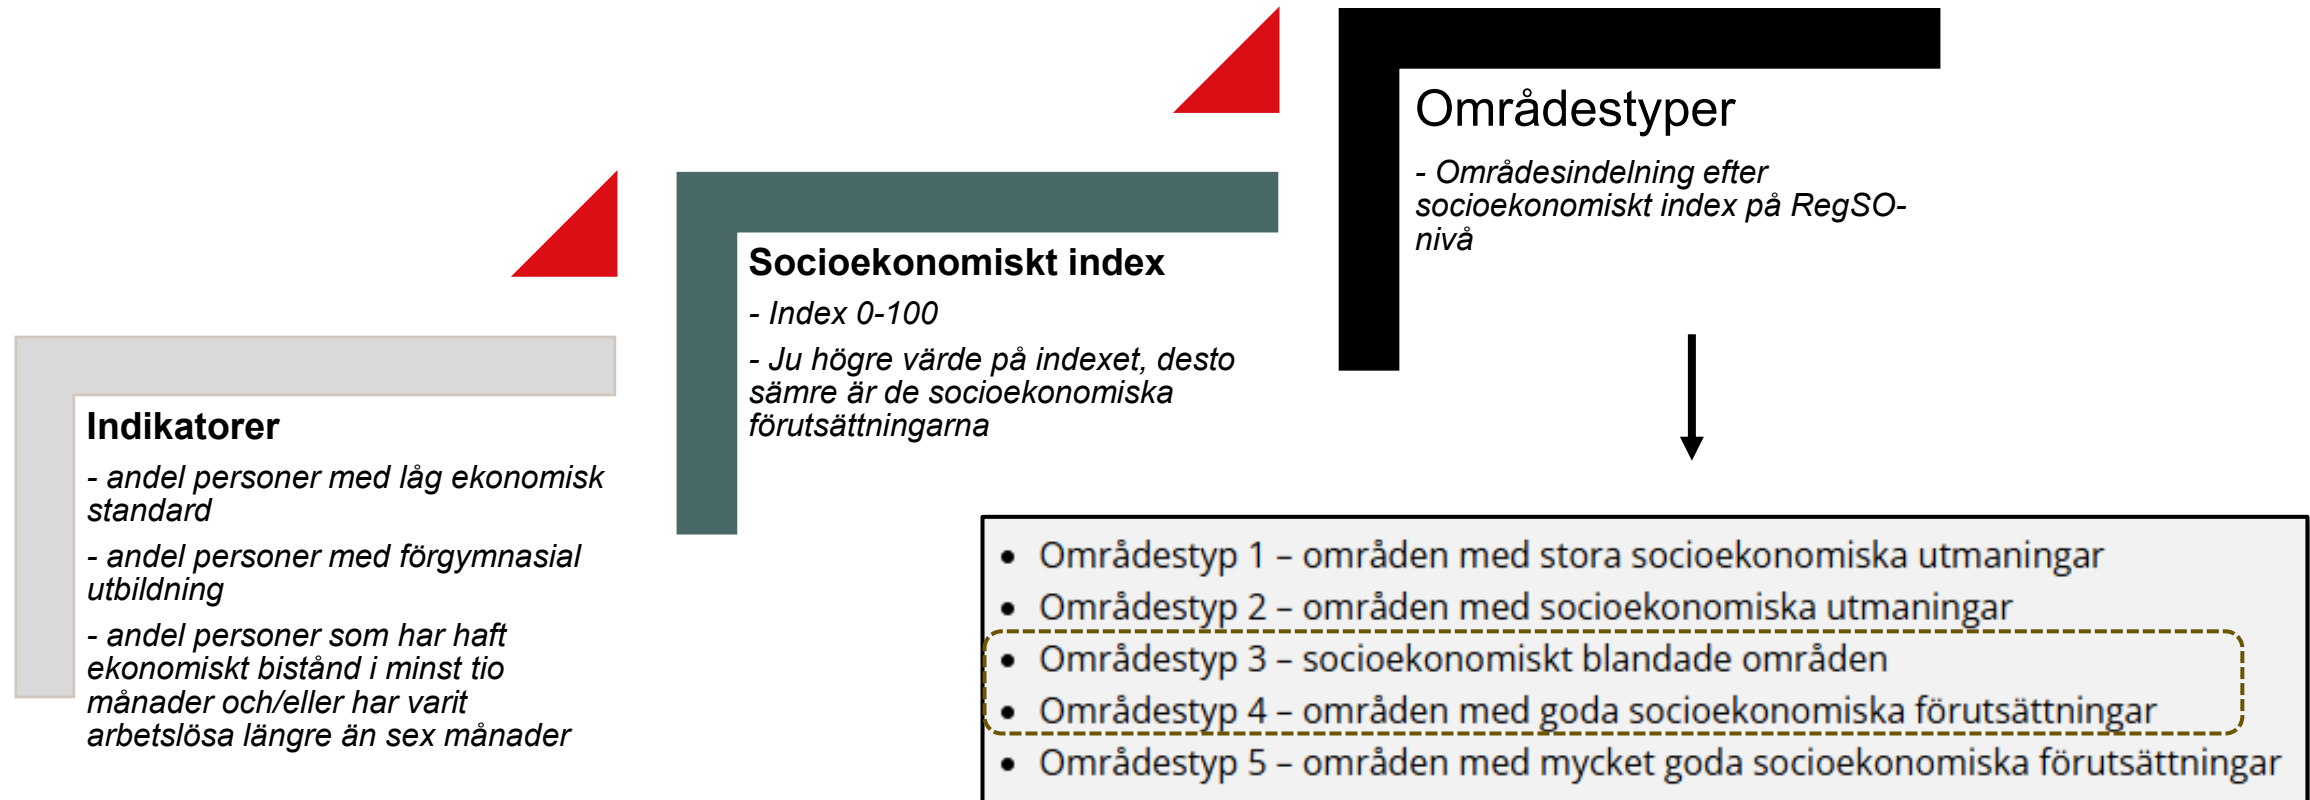 Områdestyper
- Områdesindelning efter
socioekonomiskt index på RegSO-
nivå
Socioekonomiskt index
- Index 0-100
- Ju högre värde på indexet, desto
sämre är de socioekonomiska
förutsättningarna
Indikatorer
- andel personer med låg ekonomisk
standard
- andel personer med förgymnasial
utbildning
- andel personer som har haft
ekonomiskt bistånd i minst tio
månader och/eller har varit
arbetslösa längre än sex månader
• Områdestyp 1 – områden med stora socioekonomiska utmaningar
• Områdestyp 2 – områden med socioekonomiska utmaningar
• Områdestyp 3 – socioekonomiskt blandade områden
• Områdestyp 4 – områden med goda socioekonomiska förutsättningar
• Områdestyp 5 – områden med mycket goda socioekonomiska förutsättningar